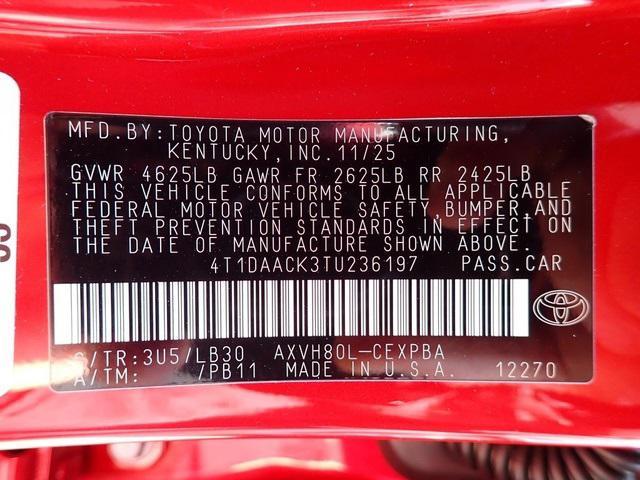 MFD. BY: TOYOTA MOTOR MANUFACTURING,
KENTUCKY, INC. 11/25
GVWR 4625LB GAWR FR 2625LB RR 2425LB
THIS VEHICLE CONFORMS TO ALL APPLICABLE
FEDERAL MOTOR VEHICLE SAFETY, BUMPER, AND
THEFT PREVENTION STANDARDS IN EFFECT ON
THE DATE OF MANUFACTURE SHOWN ABOVE.
4T1DAACK3TU236197 PASS. CAR
C/TR: 3U5/LB30 AXVH80L-CEXPBA
A/TM: /PB11 MADE IN U.S.A. 12270